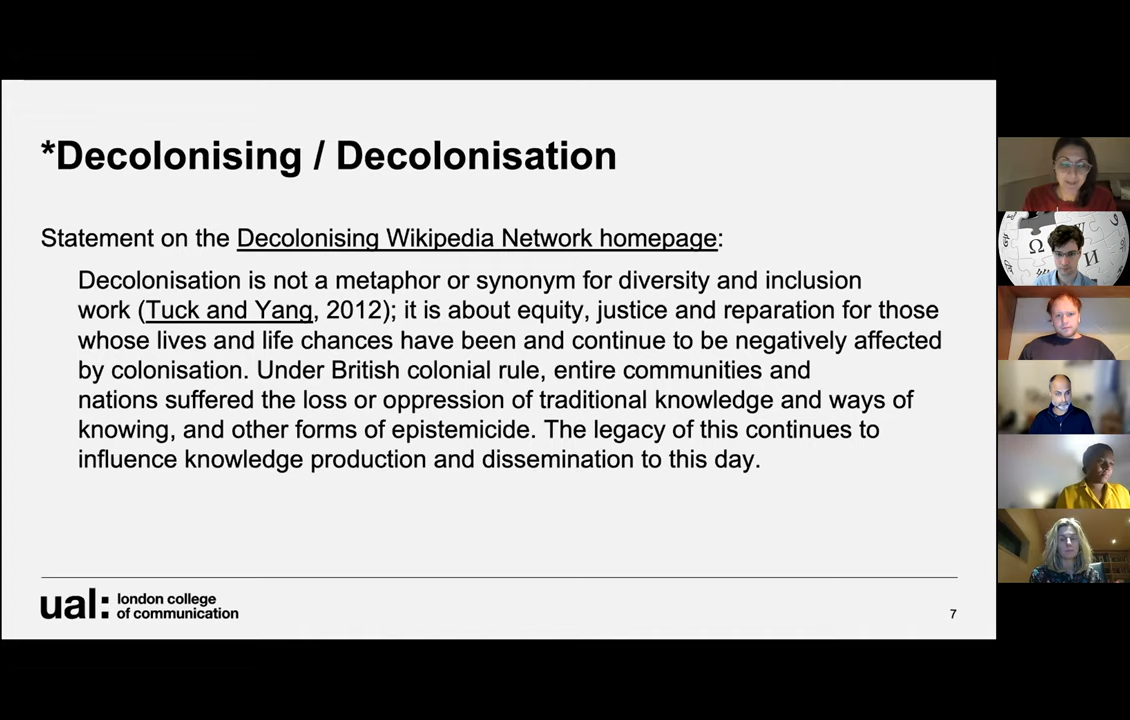 *Decolonising / Decolonisation
Statement on the Decolonising Wikipedia Network homepage:
Decolonisation is not a metaphor or synonym for diversity and inclusion
work (Tuck and Yang, 2012); it is about equity, justice and reparation for those
whose lives and life chances have been and continue to be negatively affected
by colonisation. Under British colonial rule, entire communities and
nations suffered the loss or oppression of traditional knowledge and ways of
knowing, and other forms of epistemicide. The legacy of this continues to
influence knowledge production and dissemination to this day.
ual: london college
of communication
7
Ω
И